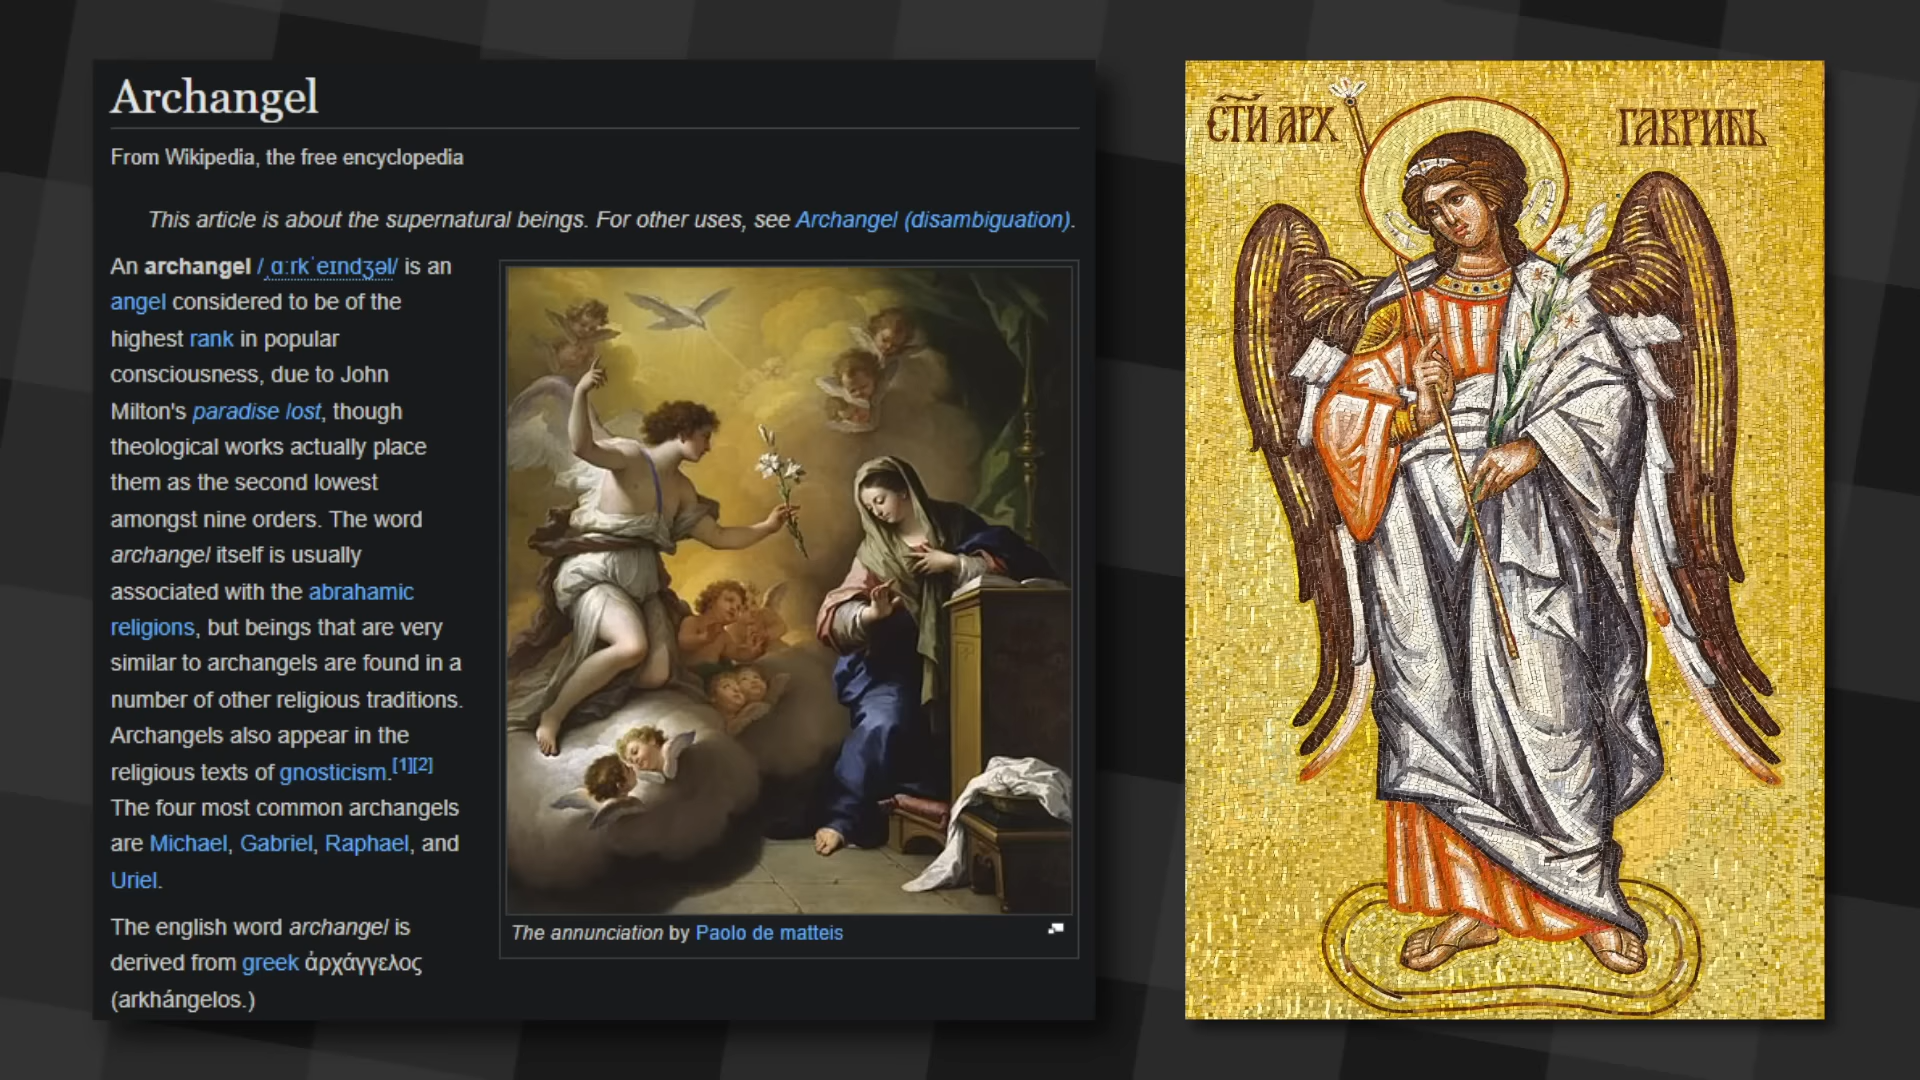 Archangel
From Wikipedia, the free encyclopedia
This article is about the supernatural beings. For other uses, see Archangel (disambiguation).
An archangel /ˌɑːrkˈeɪndʒəl/ is an
angel considered to be of the
highest rank in popular
consciousness, due to John
Milton's paradise lost, though
theological works actually place
them as the second lowest
amongst nine orders. The word
archangel itself is usually
associated with the abrahamic
religions, but beings that are very
similar to archangels are found in a
number of other religious traditions.
Archangels also appear in the
religious texts of gnosticism.[1][2]
The four most common archangels
are Michael, Gabriel, Raphael, and
Uriel.
The english word archangel is
derived from greek ἀρχάγγελος
(arkhángelos.)
The annunciation by Paolo de matteis
СТИ АРХ ГАВРИЋЬ